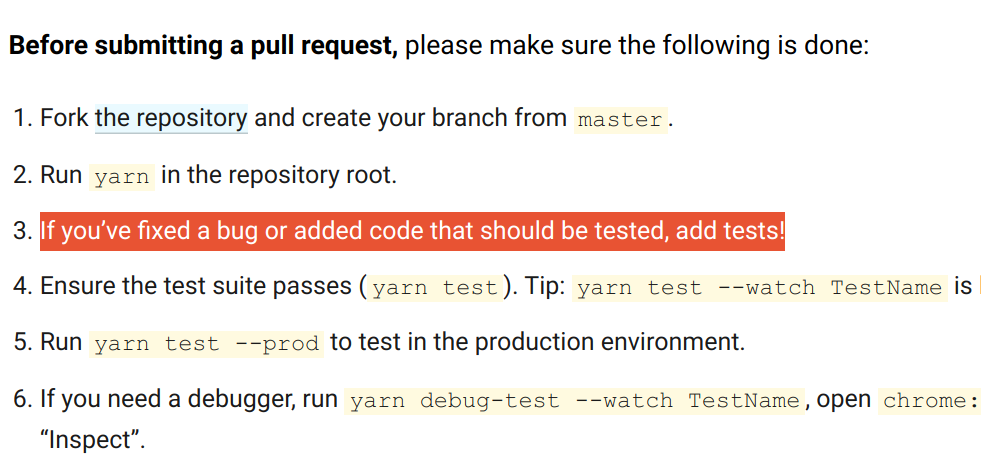 Before submitting a pull request, please make sure the following is done:
1. Fork the repository and create your branch from master.
2. Run yarn in the repository root.
3. If you’ve fixed a bug or added code that should be tested, add tests!
4. Ensure the test suite passes (yarn test). Tip: yarn test --watch TestName is
5. Run yarn test --prod to test in the production environment.
6. If you need a debugger, run yarn debug-test --watch TestName, open chrome:
“Inspect”.